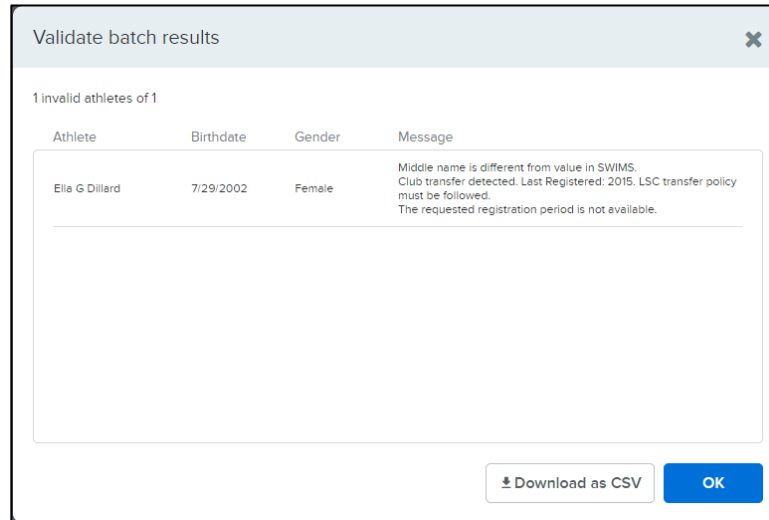 Validate batch results
1 invalid athletes of 1
Athlete Birthdate Gender Message
Middle name is different from value in SWIMS.
Ella G Dillard 7/29/2002 Female Club transfer detected. Last Registered: 2015. LSC transfer policy
must be followed.
The requested registration period is not available.
Download as CSV OK